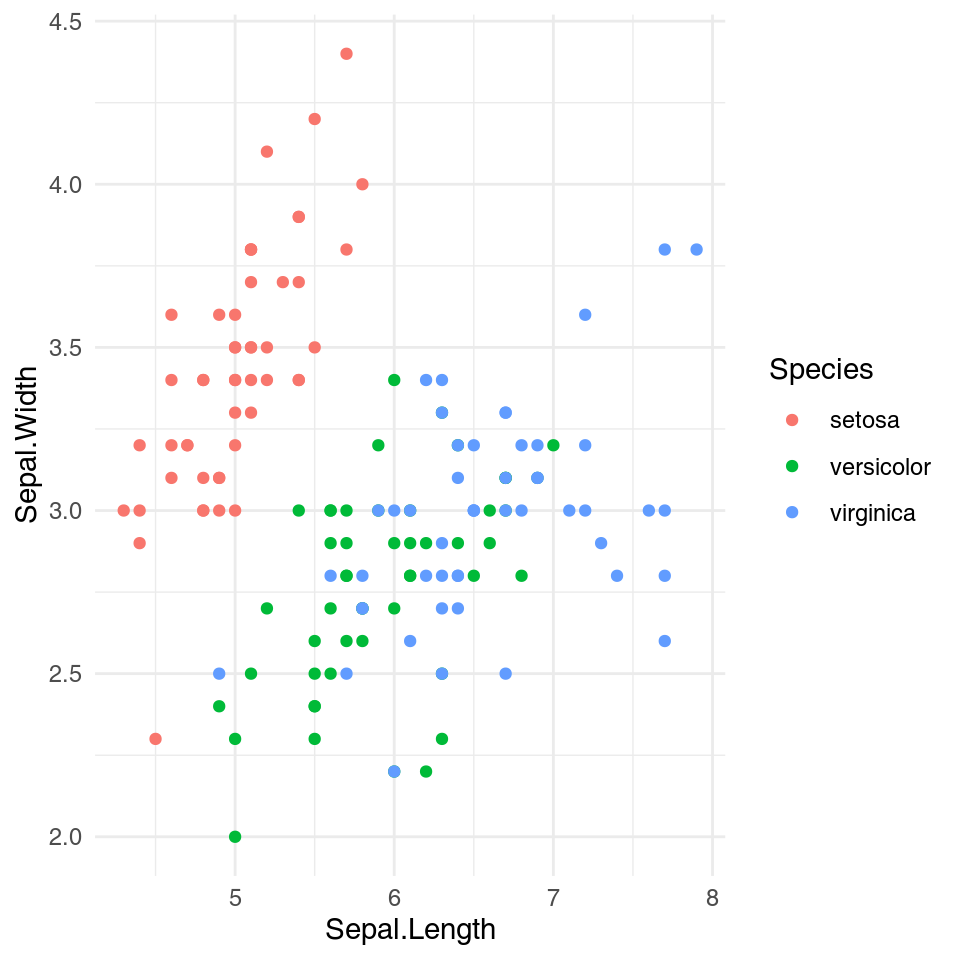 4.5
4.0
3.5
3.0
2.5
2.0
Sepal.Width
5 6 7 8
Sepal.Length
Species
setosa
versicolor
virginica